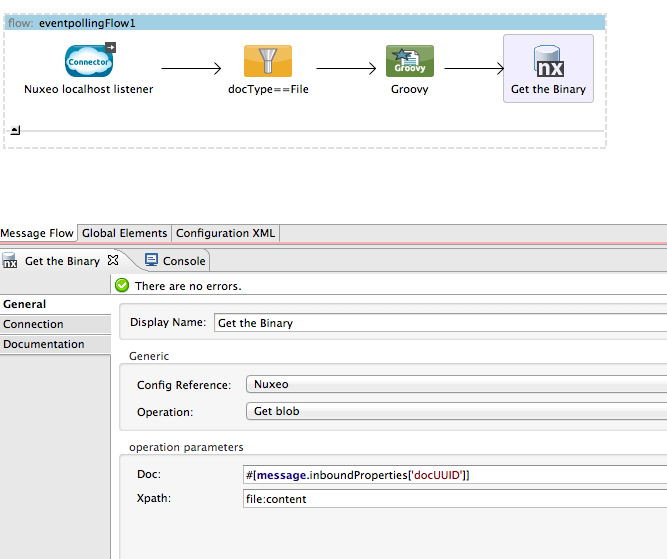 flow: eventpollingFlow1
Connector
Groovy
nx
Nuxeo localhost listener
docType==File
Groovy
Get the Binary
Message Flow
Global Elements
Configuration XML
nx
Get the Binary
Console
There are no errors.
General
Connection
Documentation
Display Name: Get the Binary
Generic
Config Reference: Nuxeo
Operation: Get blob
operation parameters
Doc: #[message.inboundProperties['docUUID']]
Xpath: file:content